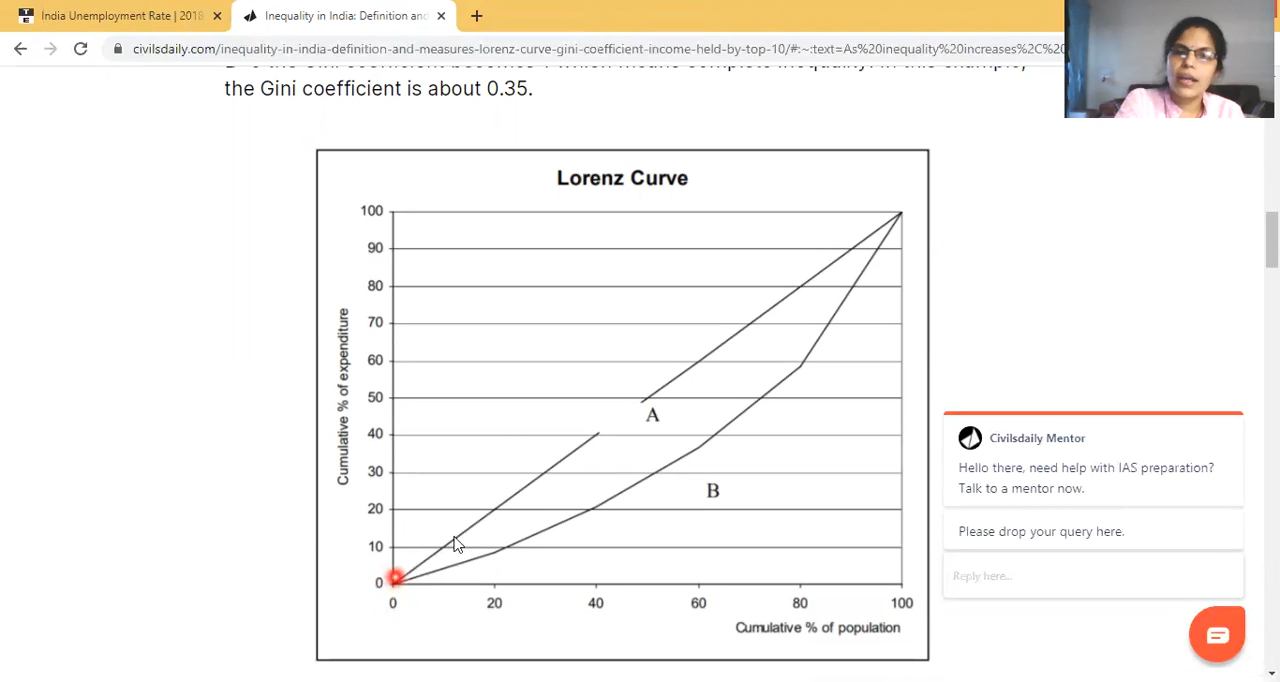 India Unemployment Rate | 2018
Inequality in India: Definition and
civilsdaily.com/inequality-in-india-definition-and-measures-lorenz-curve-gini-coefficient-income-held-by-top-10/#:~:text=As%20inequality%20increases%2C%20
the Gini coefficient is about 0.35.
Lorenz Curve
100
90
80
70
60
50
40
30
20
10
0
Cumulative % of expenditure
A
B
0 20 40 60 80 100
Cumulative % of population
Civilsdaily Mentor
Hello there, need help with IAS preparation?
Talk to a mentor now.
Please drop your query here.
Reply here...